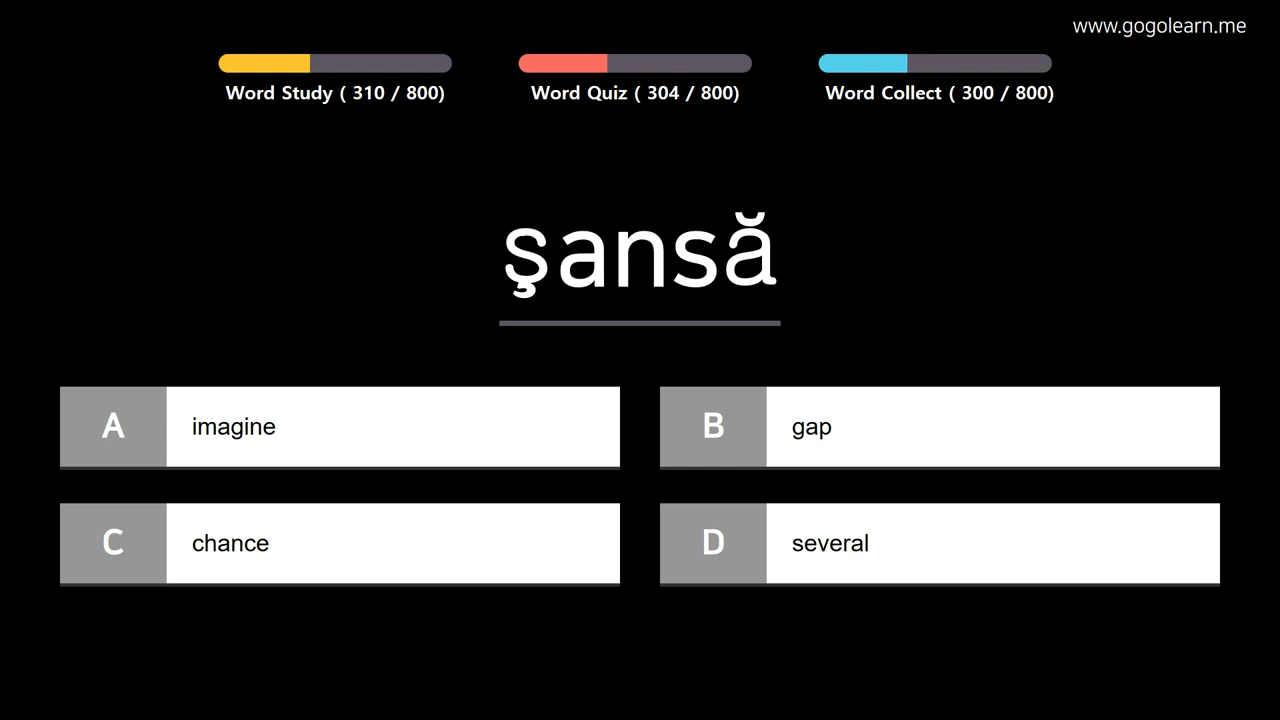 www.gogolearn.me
Word Study ( 310 / 800)
Word Quiz ( 304 / 800)
Word Collect ( 300 / 800)
şansă
A imagine
B gap
C chance
D several